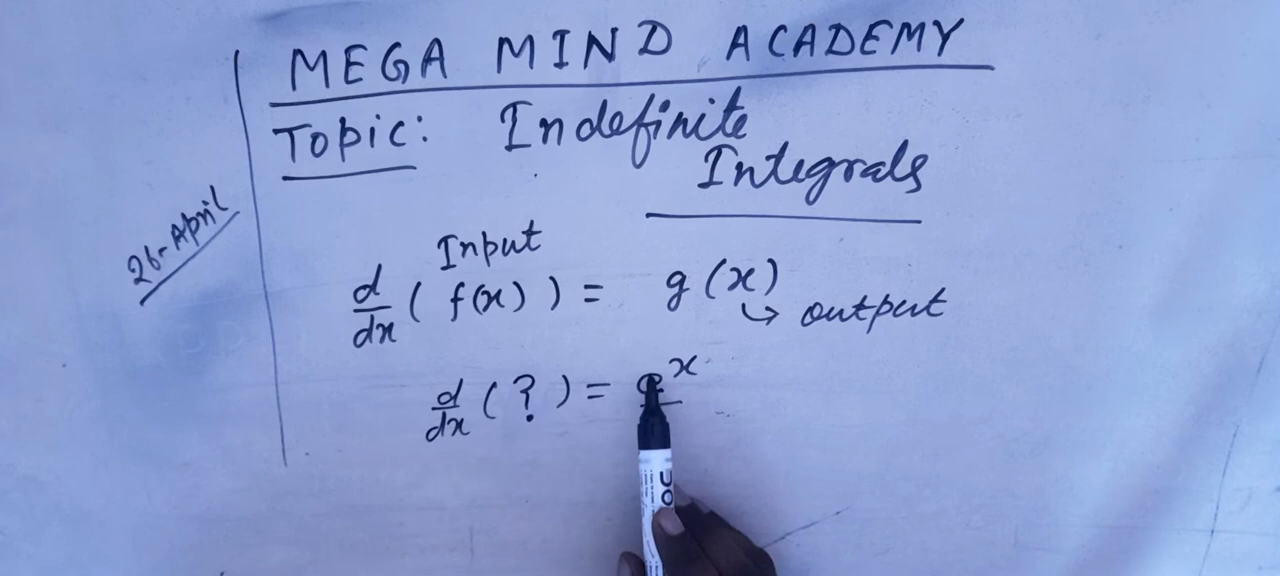 MEGA MIND ACADEMY
Topic: Indefinite
Integrals
26-April
Input
d/dx ( f(x) ) = g(x)
↳ output
d/dx ( ? ) = e^x